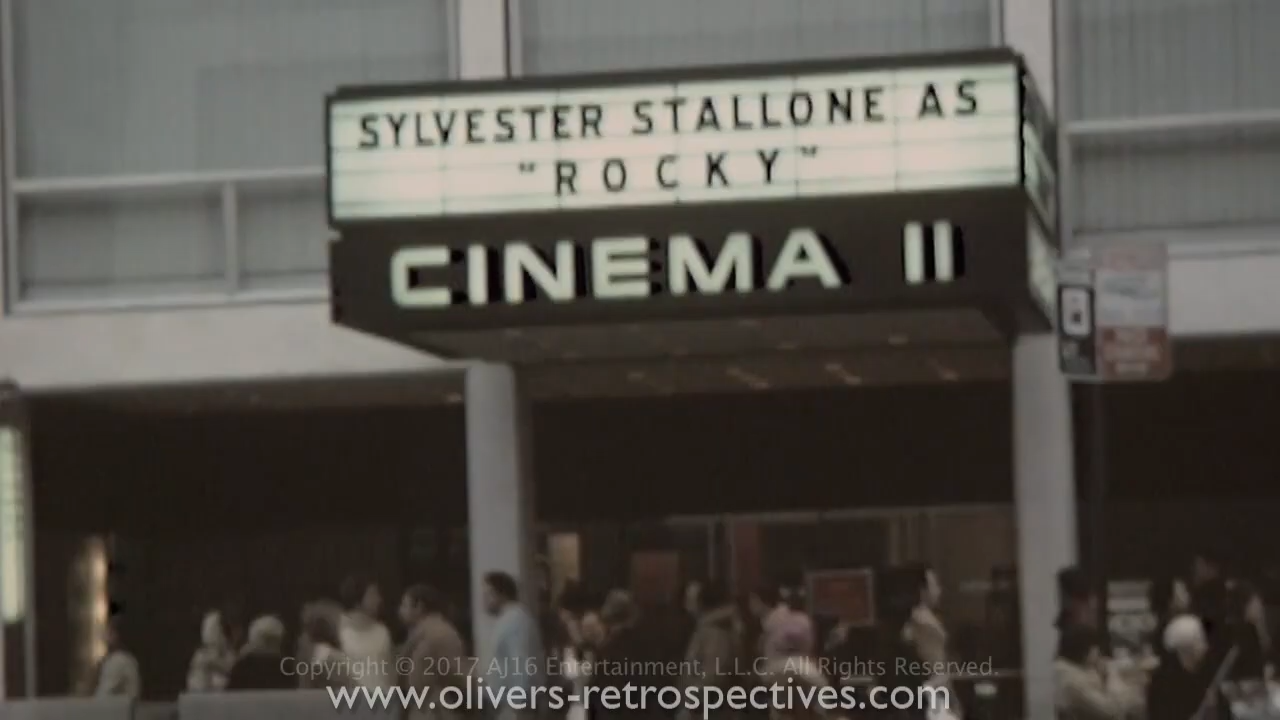 SYLVESTER STALLONE AS
"ROCKY"
CINEMA II
Copyright © 2017 AJ16 Entertainment, L.L.C. All Rights Reserved.
www.olivers-retrospectives.com